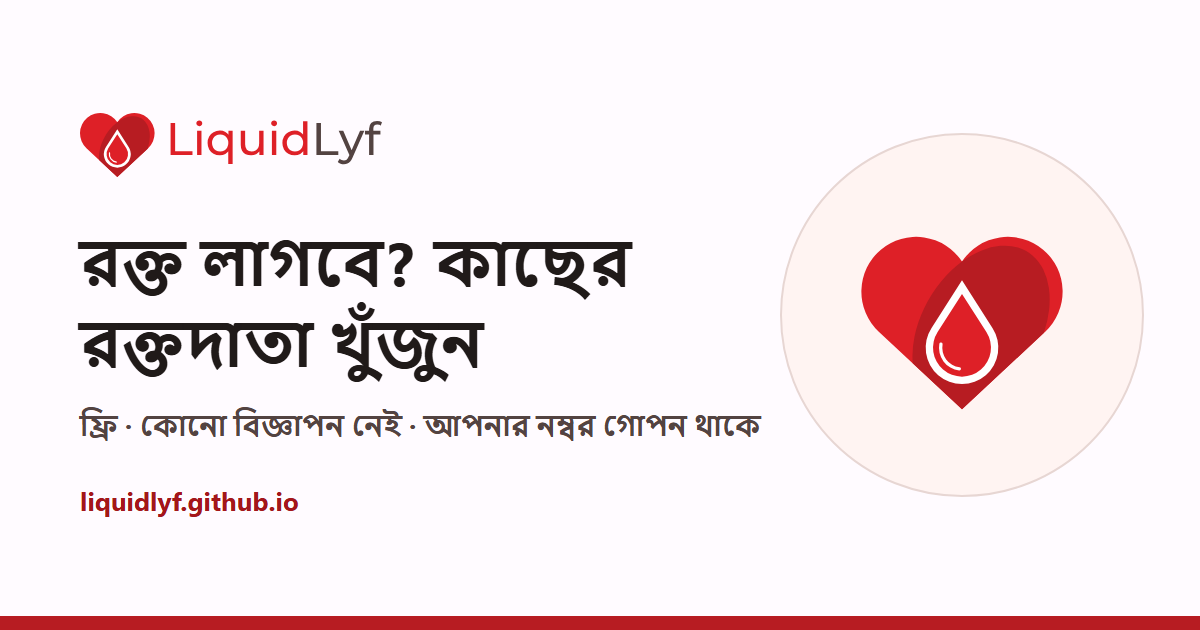 LiquidLyf
রক্ত লাগবে? কাছের
রক্তদাতা খুঁজুন
ফ্রি · কোনো বিজ্ঞাপন নেই · আপনার নম্বর গোপন থাকে
liquidlyf.github.io